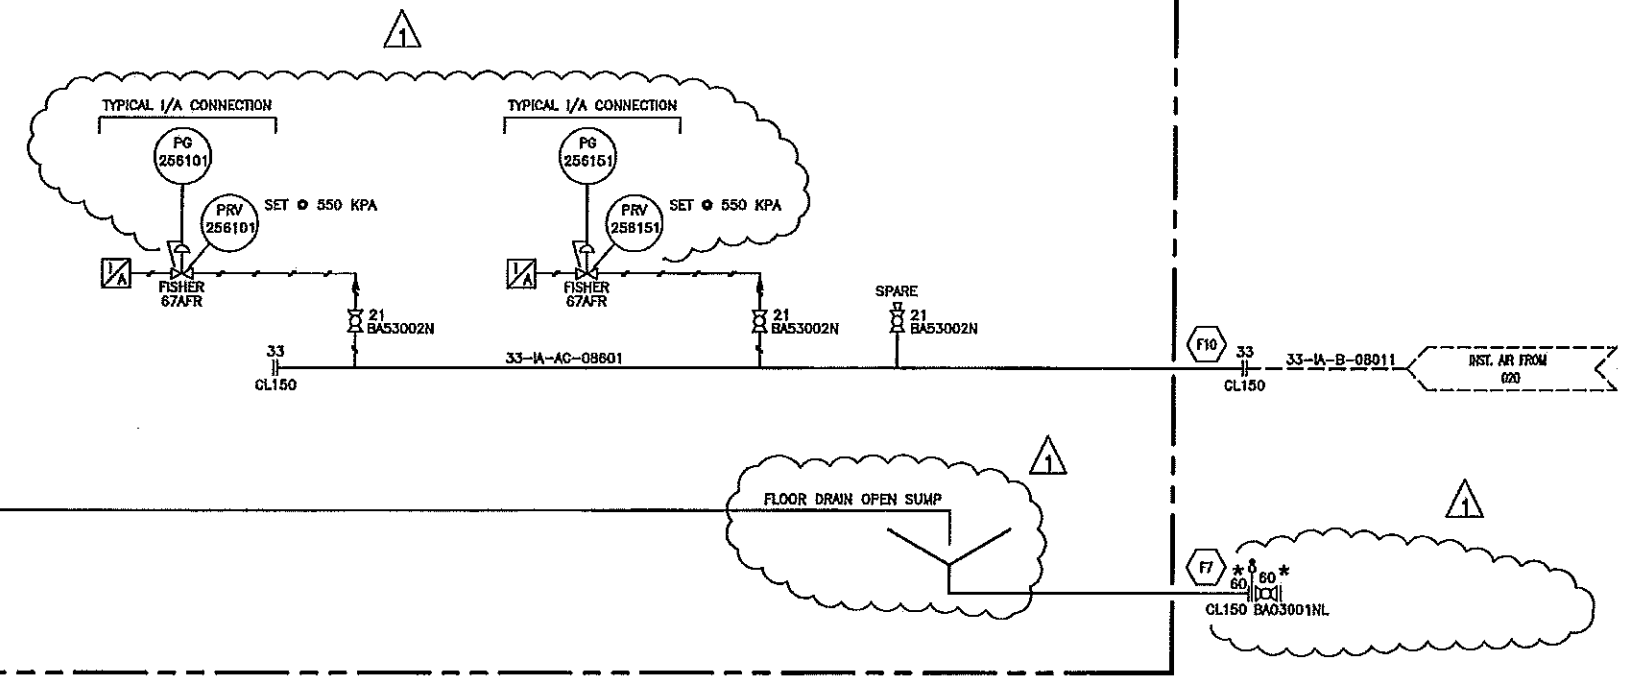 1
TYPICAL I/A CONNECTION
TYPICAL I/A CONNECTION
PG
256101
PG
256151
PRV
256101
SET @ 550 KPA
PRV
256151
SET @ 550 KPA
I/A
FISHER
67AFR
I/A
FISHER
67AFR
21
BA53002N
21
BA53002N
SPARE
21
BA53002N
33
CL150
33-IA-AC-08601
F10
33
CL150
33-IA-B-08011
INST. AIR FROM
020
1
1
FLOOR DRAIN OPEN SUMP
F7
* 60
60 *
CL150 BA03001NL